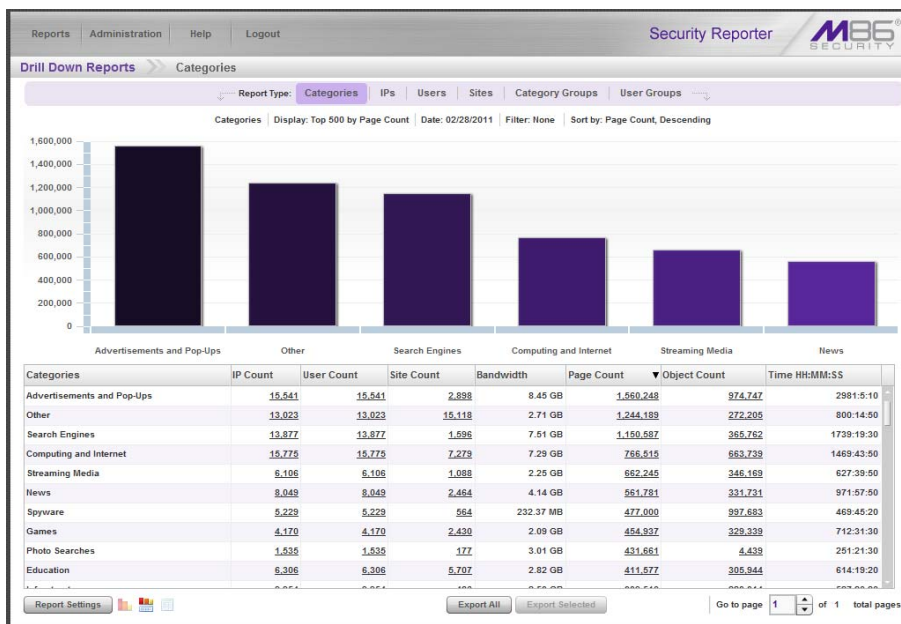 Reports Administration Help Logout Security Reporter M86® SECURITY
Drill Down Reports Categories
Report Type: Categories IPs Users Sites Category Groups User Groups
Categories Display: Top 500 by Page Count Date: 02/28/2011 Filter: None Sort by: Page Count, Descending
1,600,000
1,400,000
1,200,000
1,000,000
800,000
600,000
400,000
200,000
0
Advertisements and Pop-Ups Other Search Engines Computing and Internet Streaming Media News
Categories IP Count User Count Site Count Bandwidth Page Count Object Count Time HH:MM:SS
Advertisements and Pop-Ups 15,541 15,541 2,898 8.45 GB 1,560,248 974,747 2981:5:10
Other 13,023 13,023 15,118 2.71 GB 1,244,189 272,205 800:14:50
Search Engines 13,877 13,877 1,596 7.51 GB 1,150,587 365,762 1739:19:30
Computing and Internet 15,775 15,775 7,279 7.29 GB 766,515 663,739 1469:43:50
Streaming Media 6,106 6,106 1,088 2.25 GB 662,245 346,169 627:39:50
News 8,049 8,049 2,464 4.14 GB 561,781 331,731 971:57:50
Spyware 5,229 5,229 564 232.37 MB 477,000 997,683 469:45:20
Games 4,170 4,170 2,430 2.09 GB 454,937 329,339 712:31:30
Photo Searches 1,535 1,535 177 3.01 GB 431,661 4,439 251:21:30
Education 6,306 6,306 5,707 2.82 GB 411,577 305,944 614:19:20
Report Settings Export All Export Selected Go to page 1 of 1 total pages